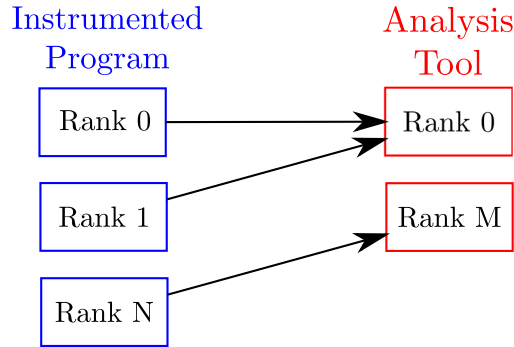 Instrumented
Program
Analysis
Tool
Rank 0
Rank 0
Rank 1
Rank M
Rank N